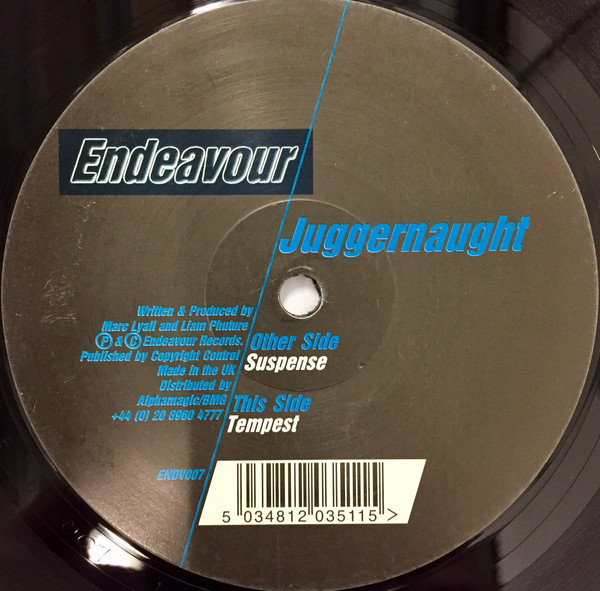 Endeavour
Juggernaught
Written & Produced by
Marc Lyall and Liam Phuture
Ⓟ & © Endeavour Records.
Published by Copyright Control
Made in the UK
Distributed by
Alphamagic/BMG
+44 (0) 20 8960 4777
Other Side
Suspense
This Side
Tempest
ENDV007
5 034812 035115 >